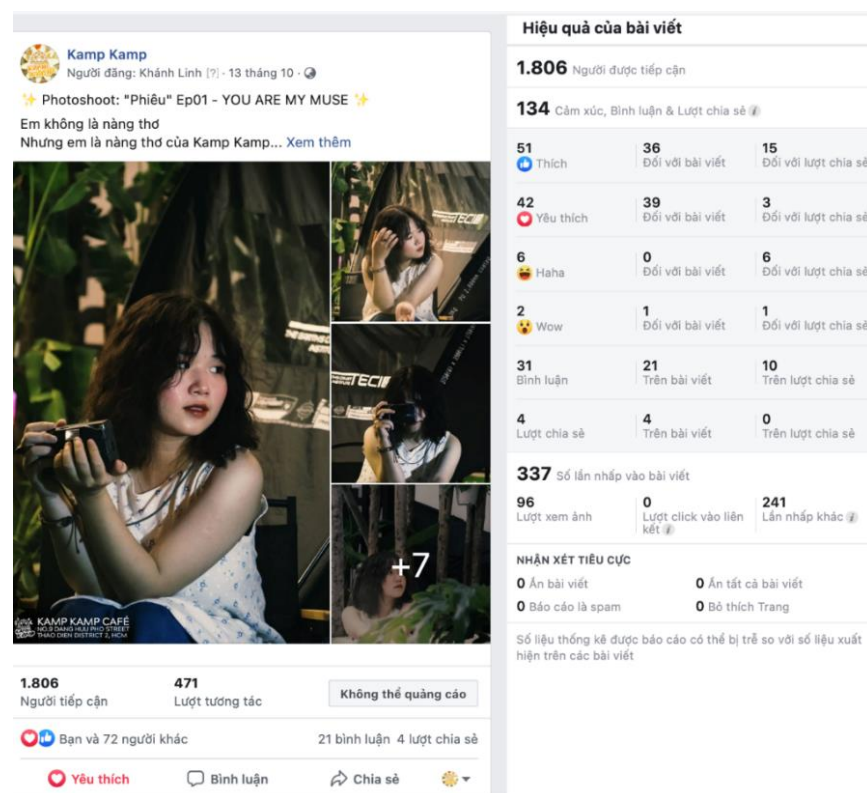 Kamp Kamp
Người đăng: Khánh Linh [?] · 13 tháng 10 ·
✨ Photoshoot: "Phiêu" Ep01 - YOU ARE MY MUSE ✨
Em không là nàng thơ
Nhưng em là nàng thơ của Kamp Kamp... Xem thêm
+7
KAMP KAMP CAFÉ
NO.9 DANG HUU PHO STREET
THAO DIEN DISTRICT 2, HCM
1.806
Người tiếp cận
471
Lượt tương tác
Không thể quảng cáo
Bạn và 72 người khác
21 bình luận 4 lượt chia sẻ
Yêu thích
Bình luận
Chia sẻ
Hiệu quả của bài viết
1.806 Người được tiếp cận
134 Cảm xúc, Bình luận & Lượt chia sẻ i
51
Thích
36
Đối với bài viết
15
Đối với lượt chia sẻ
42
Yêu thích
39
Đối với bài viết
3
Đối với lượt chia sẻ
6
Haha
0
Đối với bài viết
6
Đối với lượt chia sẻ
2
Wow
1
Đối với bài viết
1
Đối với lượt chia sẻ
31
Bình luận
21
Trên bài viết
10
Trên lượt chia sẻ
4
Lượt chia sẻ
4
Trên bài viết
0
Trên lượt chia sẻ
337 Số lần nhấp vào bài viết
96
Lượt xem ảnh
0
Lượt click vào liên
kết i
241
Lần nhấp khác i
NHẬN XÉT TIÊU CỰC
0 Ẩn bài viết
0 Ẩn tất cả bài viết
0 Báo cáo là spam
0 Bỏ thích Trang
Số liệu thống kê được báo cáo có thể bị trễ so với số liệu xuất
hiện trên các bài viết